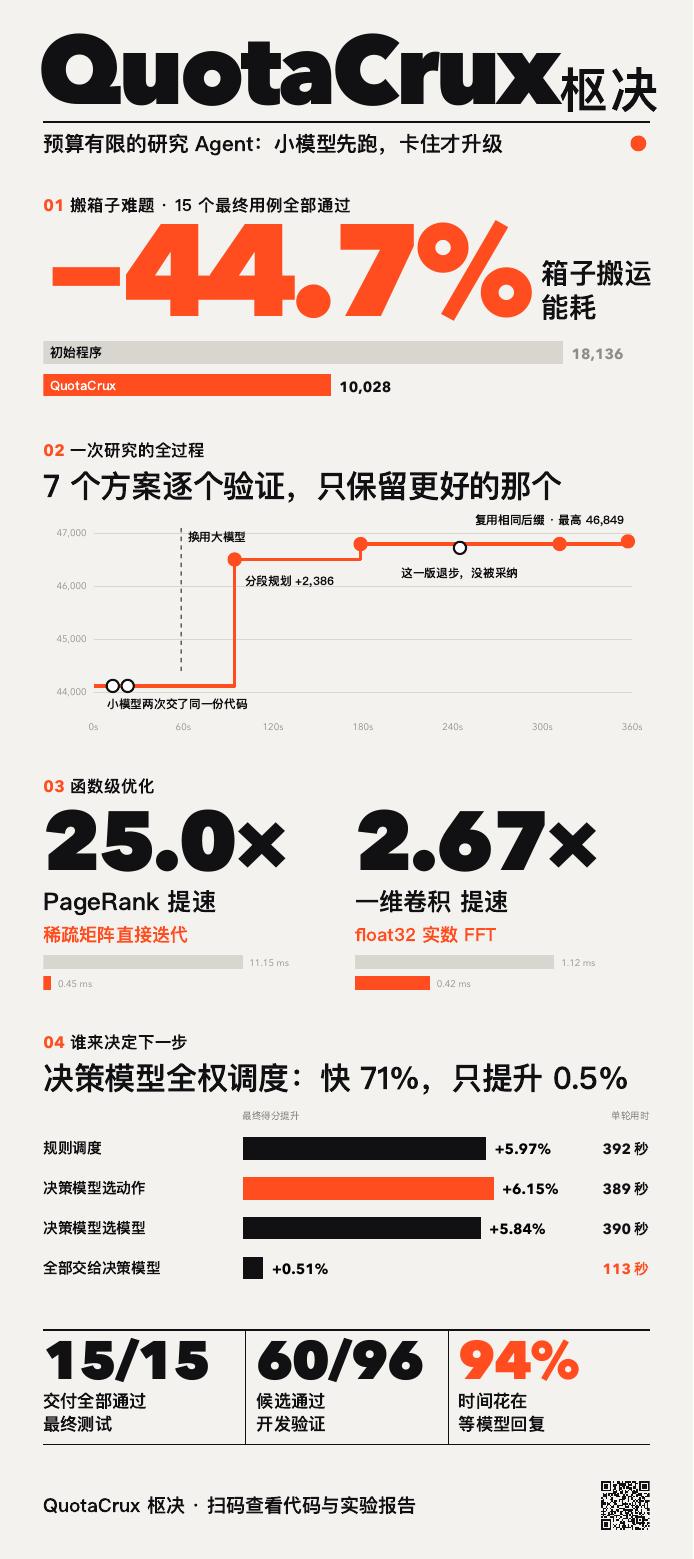 QuotaCrux枢决
预算有限的研究 Agent：小模型先跑，卡住才升级
01 搬箱子难题 · 15 个最终用例全部通过
−44.7% 箱子搬运
能耗
初始程序 18,136
QuotaCrux 10,028
02 一次研究的全过程
7 个方案逐个验证，只保留更好的那个
复用相同后缀 · 最高 46,849
47,000
换用大模型
这一版退步，没被采纳
分段规划 +2,386
46,000
45,000
44,000
小模型两次交了同一份代码
0s 60s 120s 180s 240s 300s 360s
03 函数级优化
25.0× 2.67×
PageRank 提速 一维卷积 提速
稀疏矩阵直接迭代 float32 实数 FFT
11.15 ms 1.12 ms
0.45 ms 0.42 ms
04 谁来决定下一步
决策模型全权调度：快 71%，只提升 0.5%
最终得分提升 单轮用时
规则调度 +5.97% 392 秒
决策模型选动作 +6.15% 389 秒
决策模型选模型 +5.84% 390 秒
全部交给决策模型 +0.51% 113 秒
15/15 60/96 94%
交付全部通过 候选通过 时间花在
最终测试 开发验证 等模型回复
QuotaCrux 枢决 · 扫码查看代码与实验报告